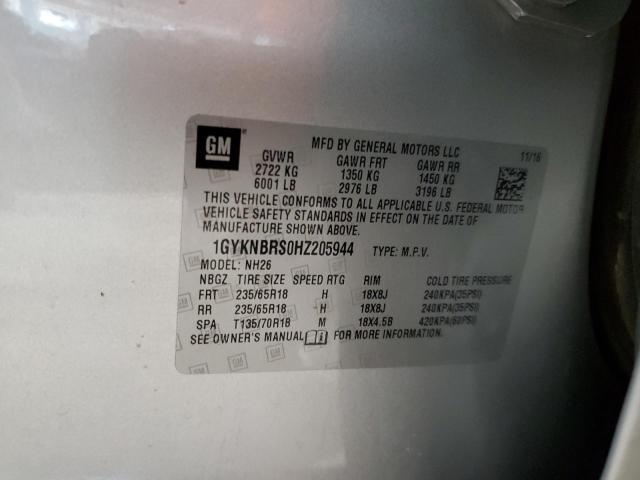 GM
MFD BY GENERAL MOTORS LLC 11/16
GVWR GAWR FRT GAWR RR
2722 KG 1350 KG 1450 KG
6001 LB 2976 LB 3196 LB
THIS VEHICLE CONFORMS TO ALL APPLICABLE U.S. FEDERAL MOTOR
VEHICLE SAFETY STANDARDS IN EFFECT ON THE DATE OF
MANUFACTURE SHOWN ABOVE.
1GYKNBRS0HZ205944 TYPE: M.P.V.
MODEL: NH26
NBGZ TIRE SIZE SPEED RTG RIM COLD TIRE PRESSURE
FRT 235/65R18 H 18X8J 240KPA(35PSI)
RR 235/65R18 H 18X8J 240KPA(35PSI)
SPA T135/70R18 M 18X4.5B 420KPA(60PSI)
SEE OWNER'S MANUAL FOR MORE INFORMATION.